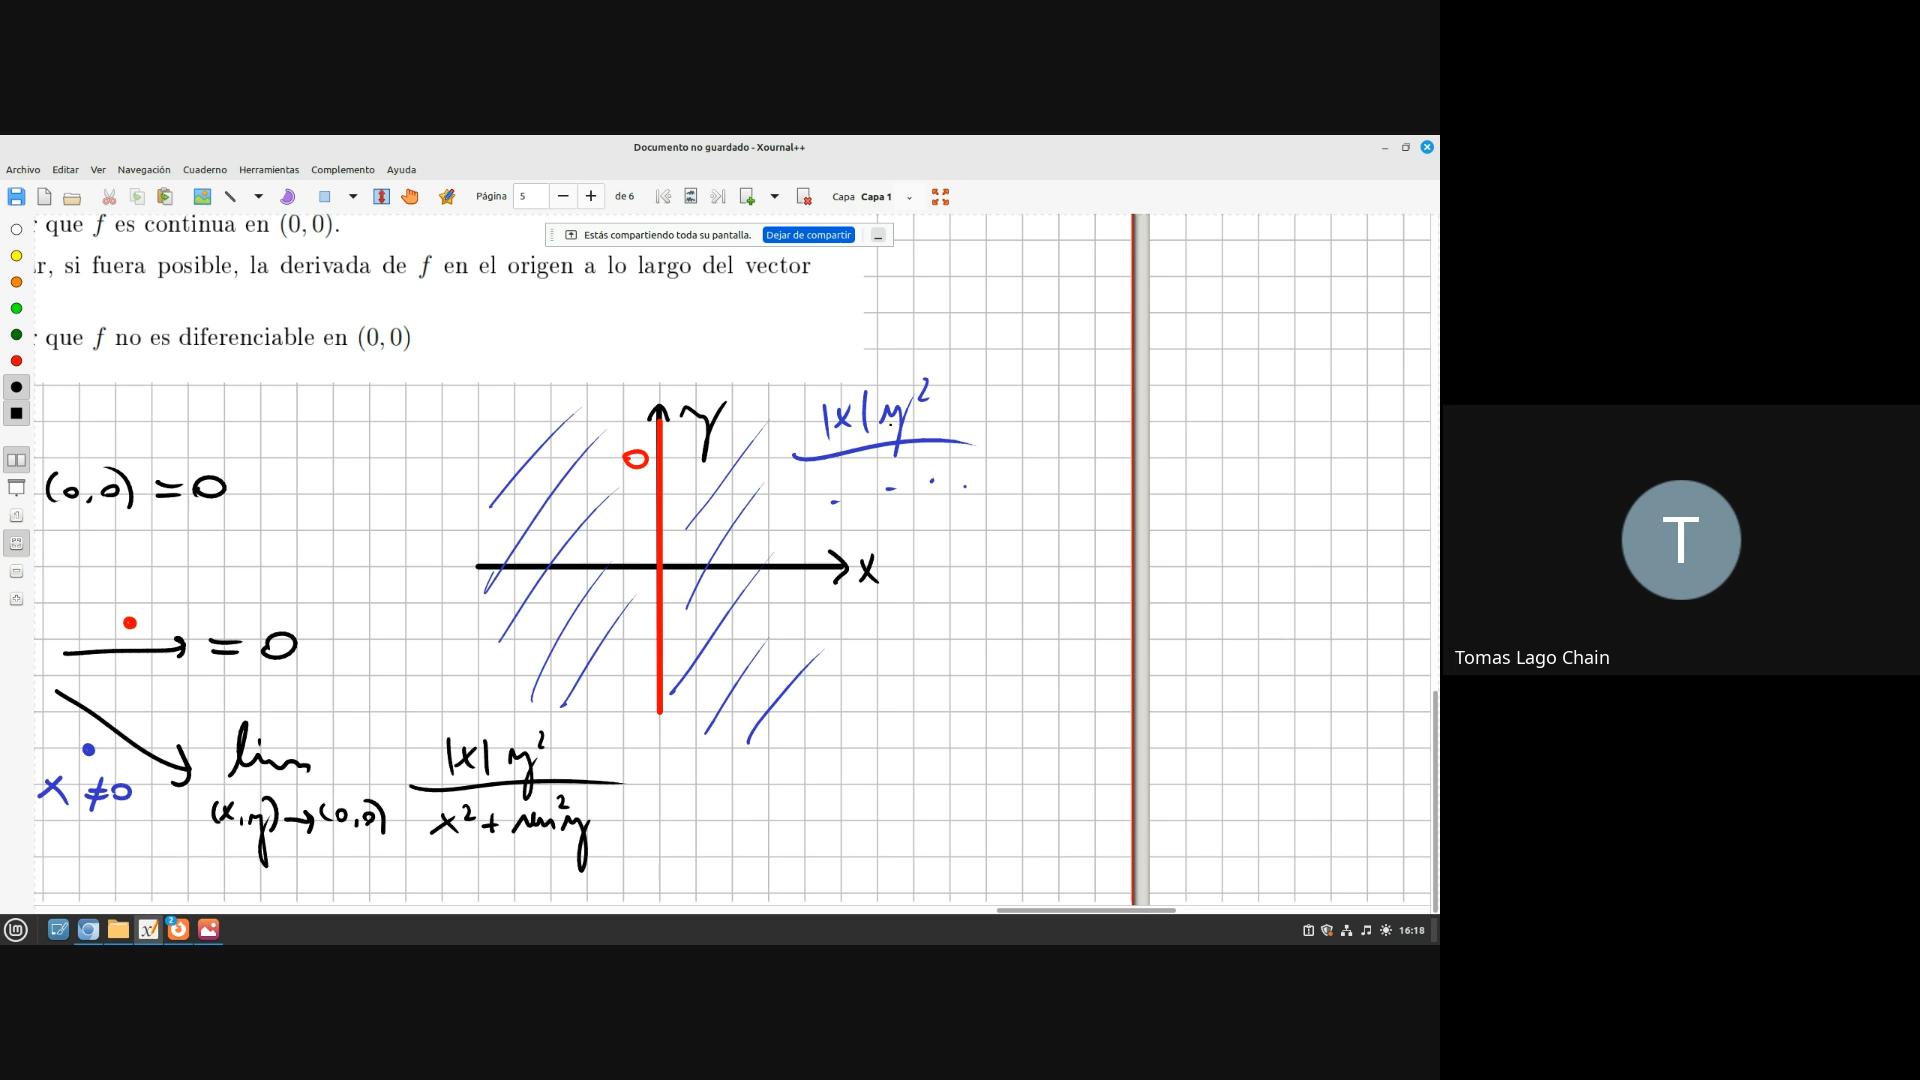 Documento no guardado - Xournal++
Archivo Editar Ver Navegación Cuaderno Herramientas Complemento Ayuda
Página 5 de 6 Capa Capa 1
que f es continua en (0, 0).
Estás compartiendo toda su pantalla. Dejar de compartir
r, si fuera posible, la derivada de f en el origen a lo largo del vector
que f no es diferenciable en (0, 0)
|x| y²
y
0
(0,0) = 0
x
= 0
lim |x| y²
x ≠ 0
(x,y)→(0,0) x² + sen² y
T
Tomas Lago Chain
2
16:18